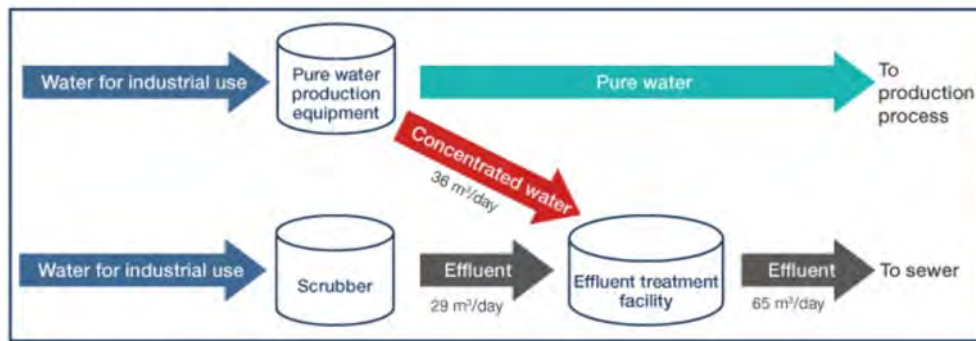 Water for industrial use
Pure water
production
equipment
Pure water
To
production
process
Concentrated water
36 m³/day
Water for industrial use
Scrubber
Effluent
29 m³/day
Effluent treatment
facility
Effluent
65 m³/day
To sewer